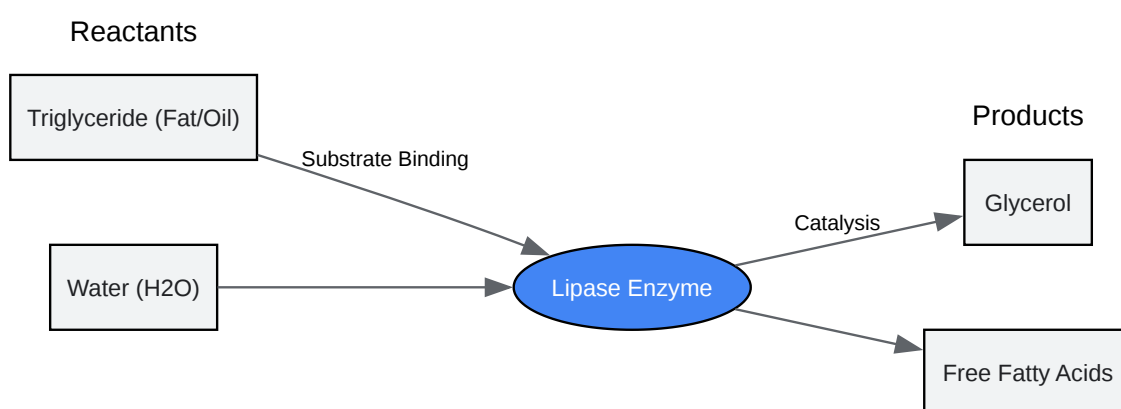 Reactants
Triglyceride (Fat/Oil)
Substrate Binding
Water (H2O)
Lipase Enzyme
Products
Catalysis
Glycerol
Free Fatty Acids